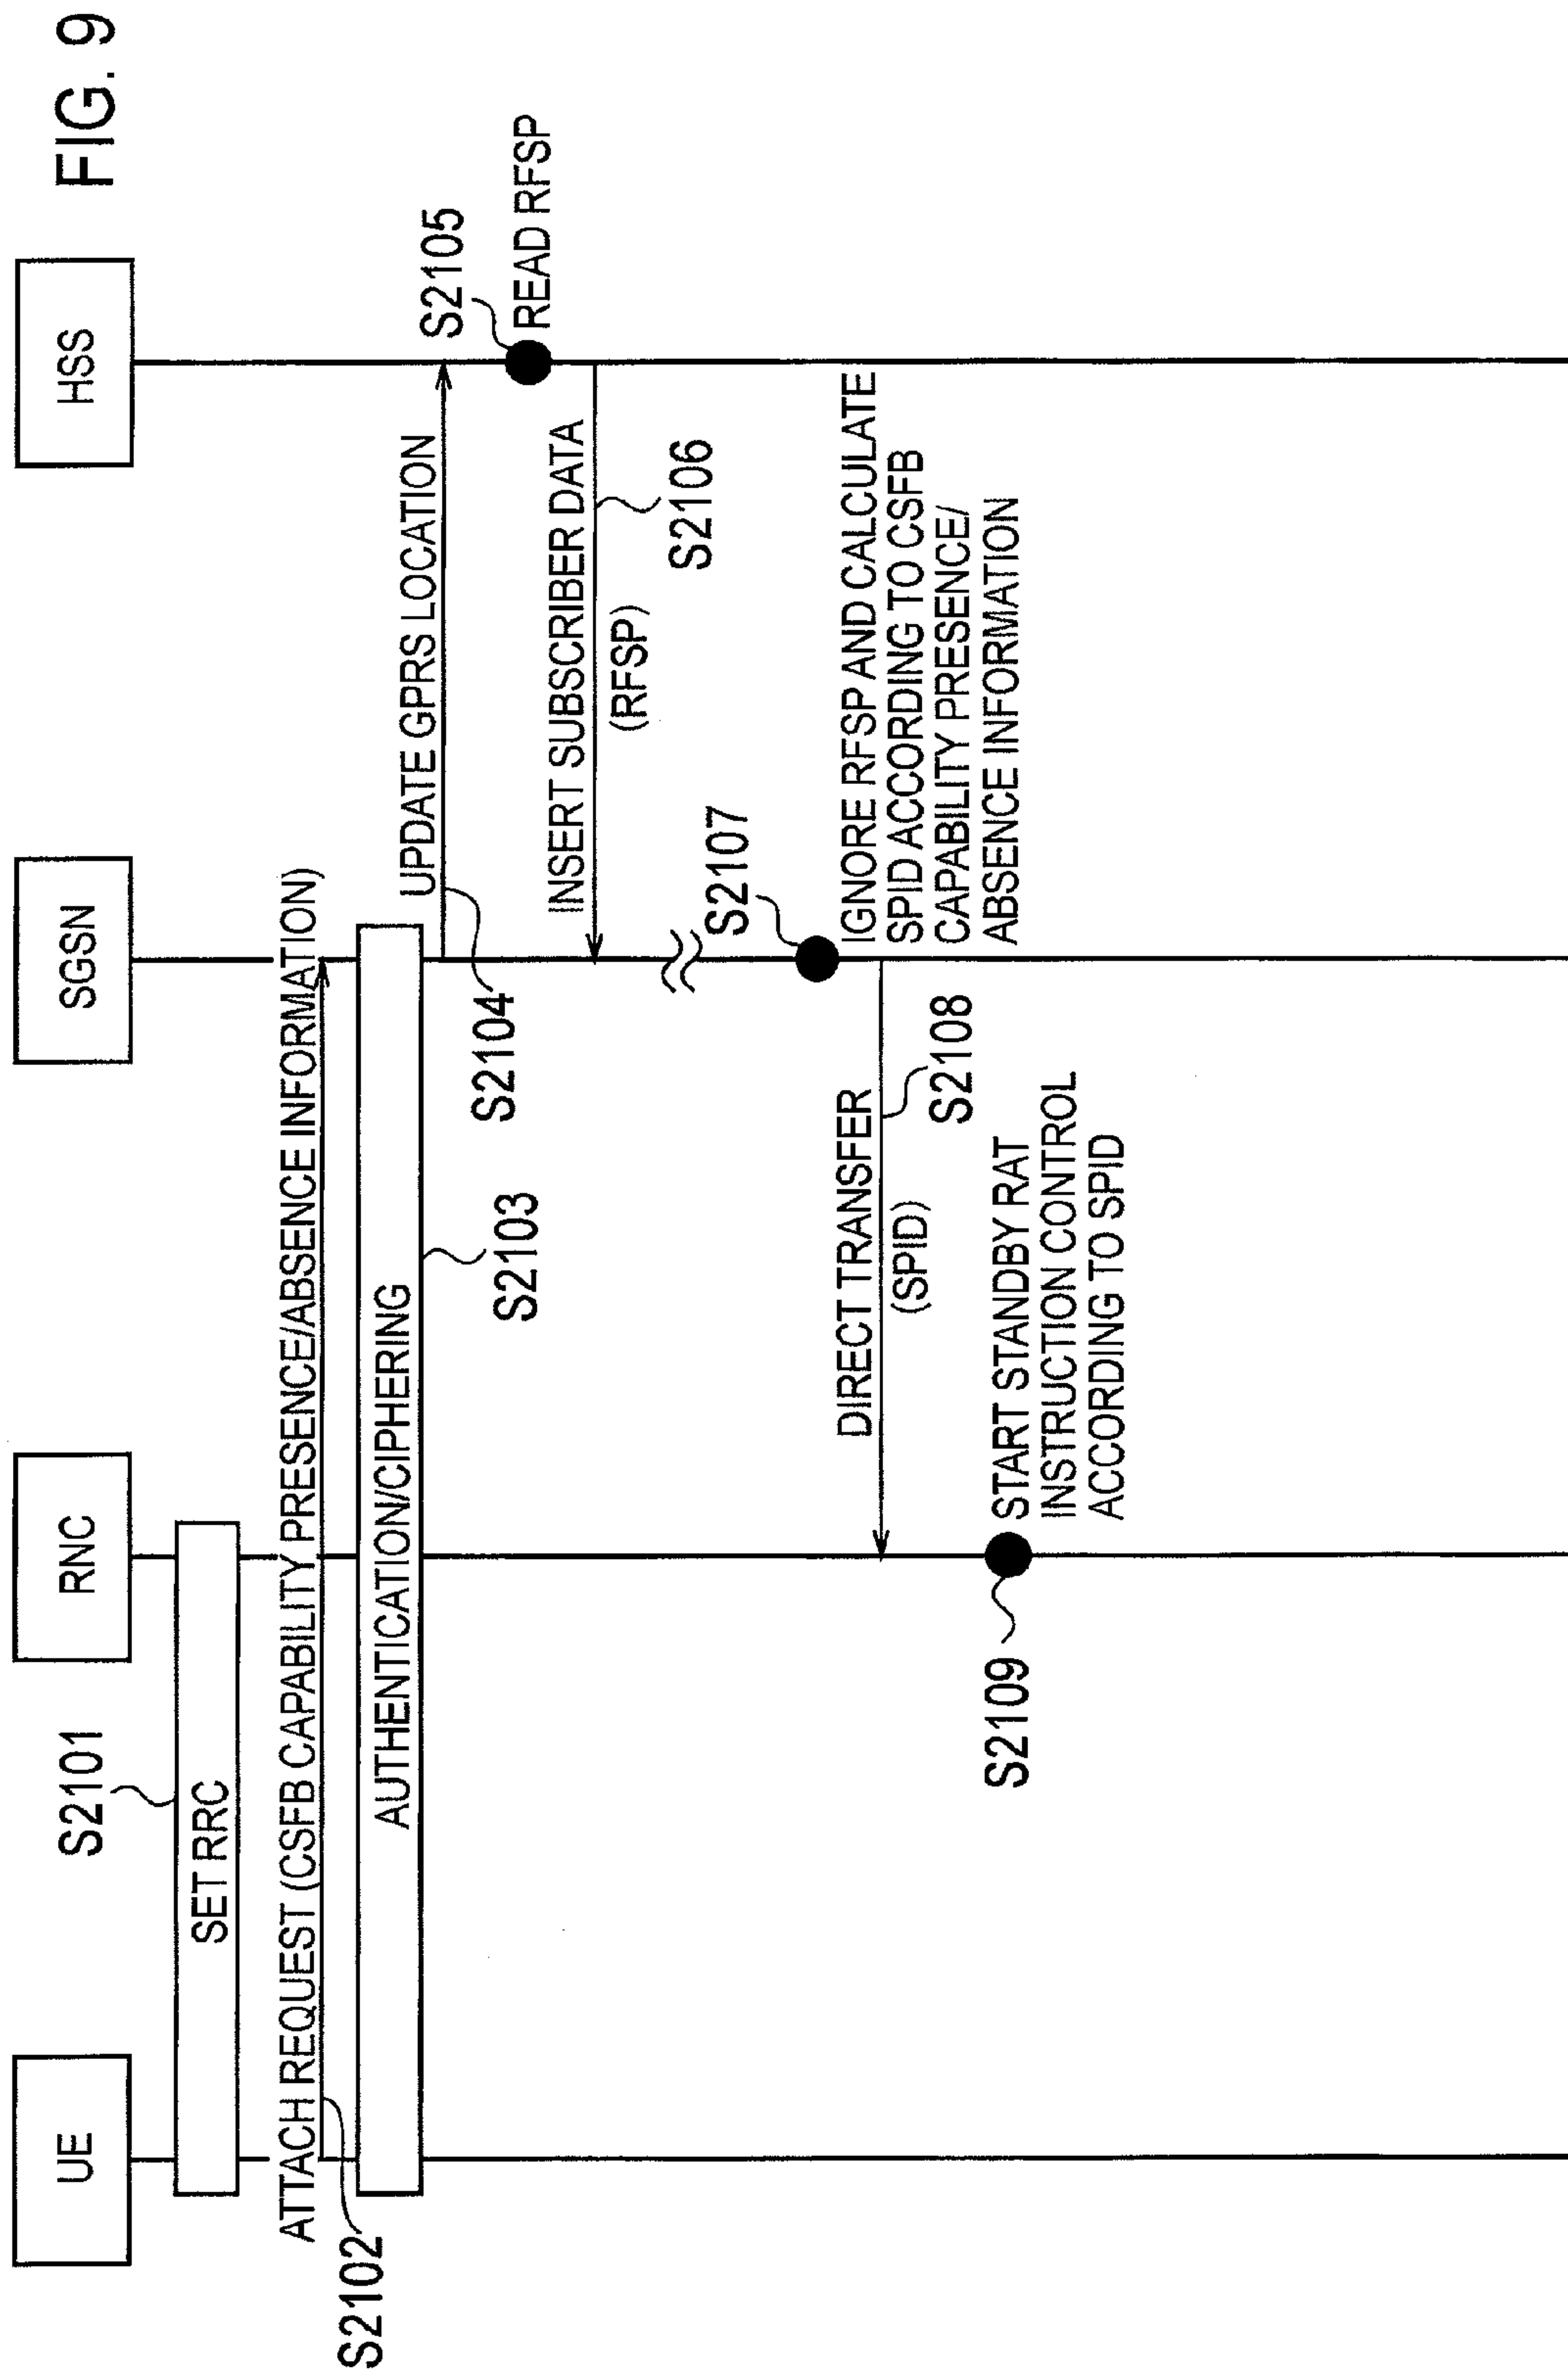 FIG. 9
UE
RNC
SGSN
HSS
S2101
SET RRC
ATTACH REQUEST (CSFB CAPABILITY PRESENCE/ABSENCE INFORMATION)
S2102
AUTHENTICATION/CIPHERING
S2103
UPDATE GPRS LOCATION
S2104
S2105
READ RFSP
INSERT SUBSCRIBER DATA
(RFSP)
S2106
S2107
IGNORE RFSP AND CALCULATE
SPID ACCORDING TO CSFB
CAPABILITY PRESENCE/
ABSENCE INFORMATION
DIRECT TRANSFER
(SPID)
S2108
S2109
START STANDBY RAT
INSTRUCTION CONTROL
ACCORDING TO SPID